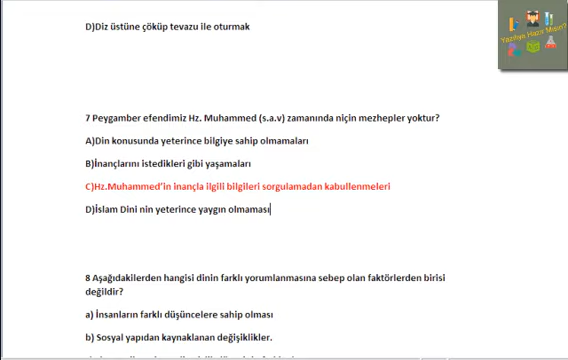 D)Diz üstüne çöküp tevazu ile oturmak
Yazılıya Hazır Mısın?
7 Peygamber efendimiz Hz. Muhammed (s.a.v) zamanında niçin mezhepler yoktur?
A)Din konusunda yeterince bilgiye sahip olmamaları
B)İnançlarını istedikleri gibi yaşamaları
C)Hz.Muhammed'in inançla ilgili bilgileri sorgulamadan kabullenmeleri
D)İslam Dini nin yeterince yaygın olmaması
8 Aşağıdakilerden hangisi dinin farklı yorumlanmasına sebep olan faktörlerden birisi
değildir?
a) İnsanların farklı düşüncelere sahip olması
b) Sosyal yapıdan kaynaklanan değişiklikler.